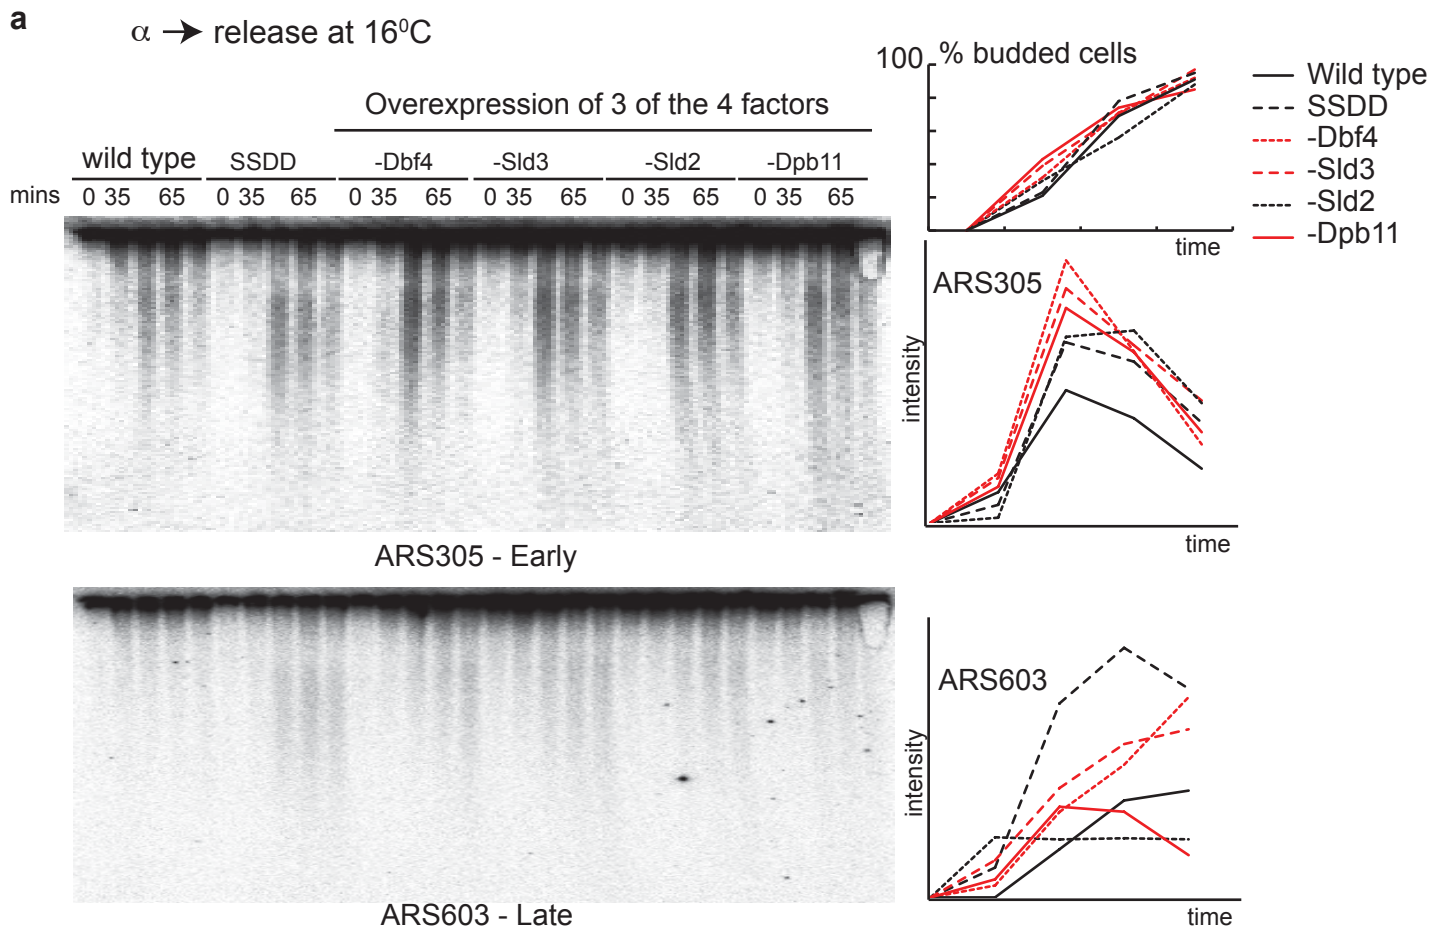 a
α → release at 16⁰C
Overexpression of 3 of the 4 factors
wild type SSDD -Dbf4 -Sld3 -Sld2 -Dpb11
mins 0 35 65 0 35 65 0 35 65 0 35 65 0 35 65 0 35 65
ARS305 - Early
ARS603 - Late
100 % budded cells
time
Wild type
SSDD
-Dbf4
-Sld3
-Sld2
-Dpb11
ARS305
intensity
time
ARS603
intensity
time